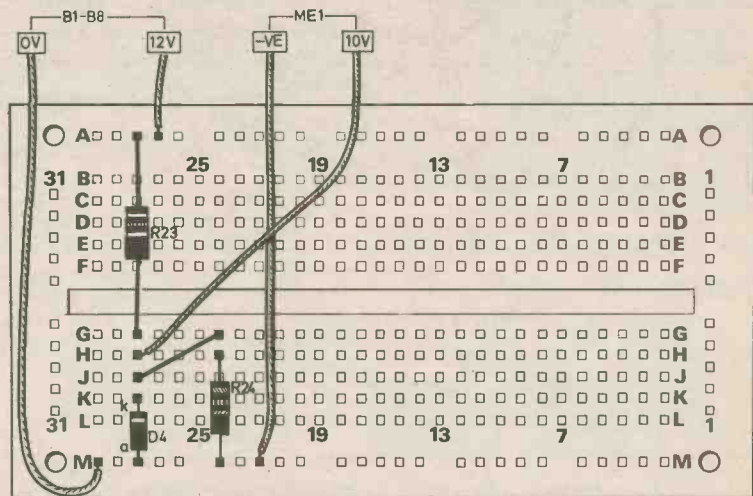 B1-B8 ME1
0V 12V -VE 10V
A A
25 19 13 7
31 B B 1
C C
D R23 D
E E
F F
G G
H H
J J
K k R24 K
31 L D4 25 19 13 7 L 1
a
M M